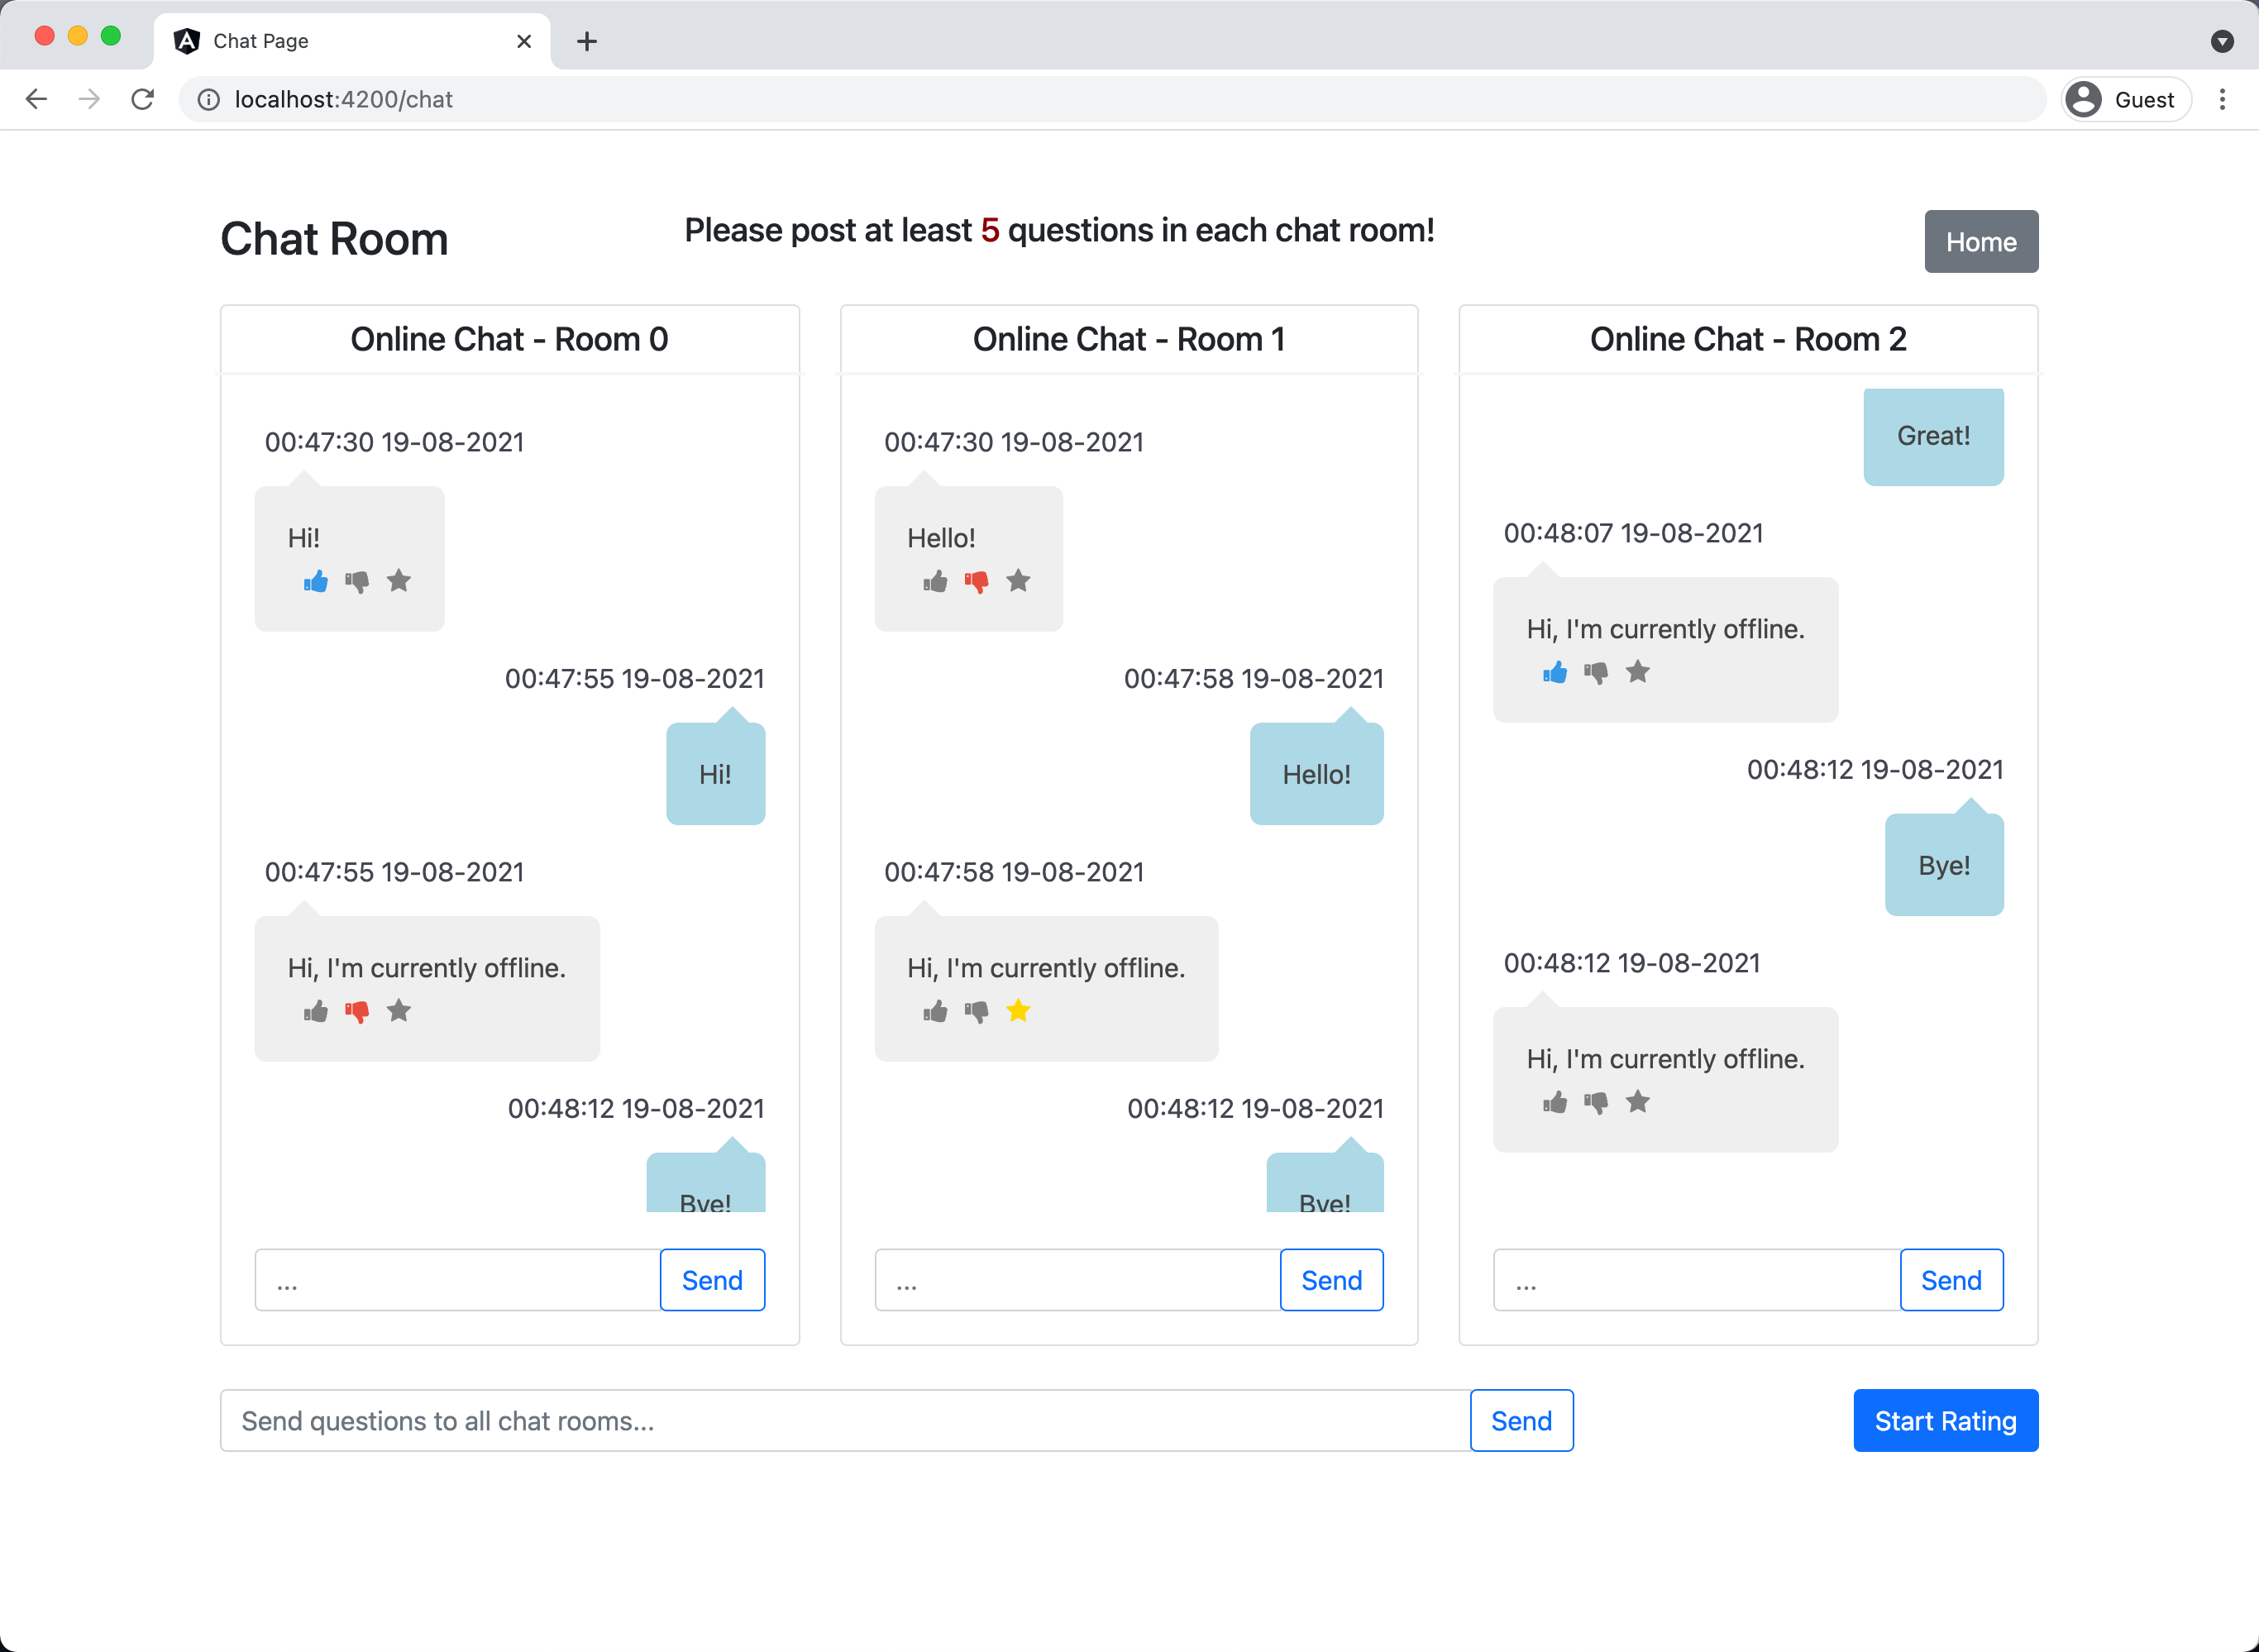 Chat Page
localhost:4200/chat
Guest
Chat Room
Please post at least 5 questions in each chat room!
Home
Online Chat - Room 0
00:47:30 19-08-2021
Hi!
00:47:55 19-08-2021
Hi!
00:47:55 19-08-2021
Hi, I'm currently offline.
00:48:12 19-08-2021
Bye!
...
Send
Online Chat - Room 1
00:47:30 19-08-2021
Hello!
00:47:58 19-08-2021
Hello!
00:47:58 19-08-2021
Hi, I'm currently offline.
00:48:12 19-08-2021
Bye!
...
Send
Online Chat - Room 2
Great!
00:48:07 19-08-2021
Hi, I'm currently offline.
00:48:12 19-08-2021
Bye!
00:48:12 19-08-2021
Hi, I'm currently offline.
...
Send
Send questions to all chat rooms...
Send
Start Rating